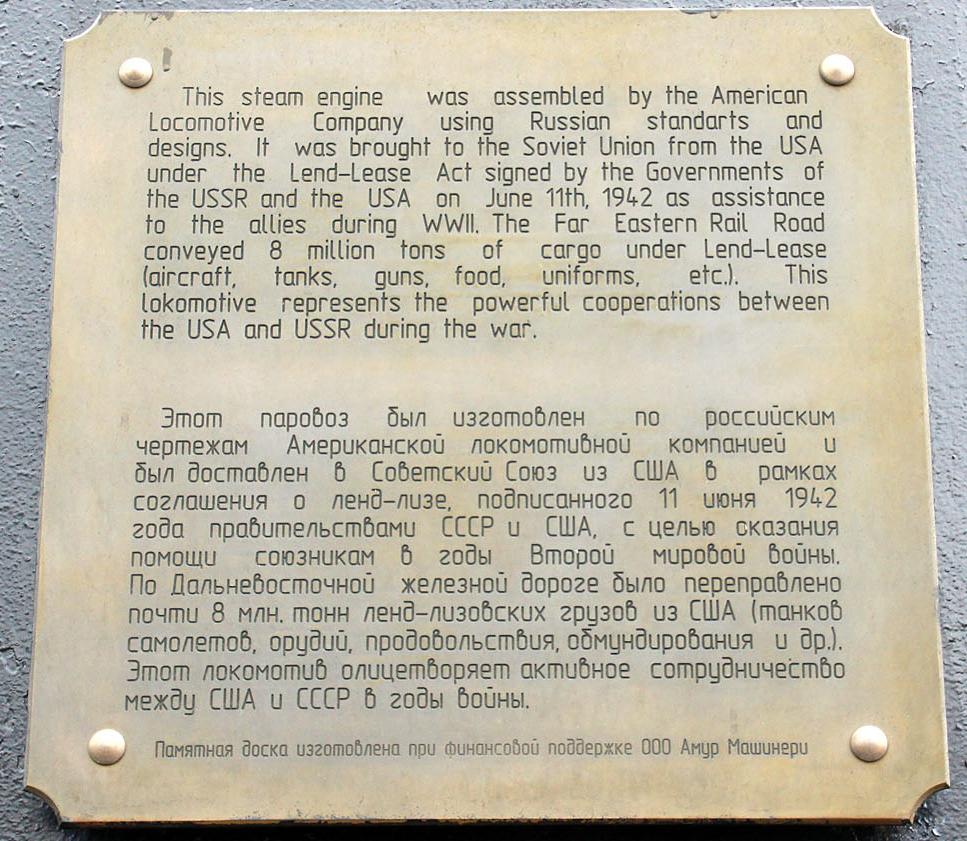 This steam engine was assembled by the American
Locomotive Company using Russian standarts and
designs. It was brought to the Soviet Union from the USA
under the Lend-Lease Act signed by the Governments of
the USSR and the USA on June 11th, 1942 as assistance
to the allies during WWII. The Far Eastern Rail Road
conveyed 8 million tons of cargo under Lend-Lease
(aircraft, tanks, guns, food, uniforms, etc.). This
lokomotive represents the powerful cooperations between
the USA and USSR during the war.
Этот паровоз был изготовлен по российским
чертежам Американской локомотивной компанией и
был доставлен в Советский Союз из США в рамках
соглашения о ленд-лизе, подписанного 11 июня 1942
года правительствами СССР и США, с целью оказания
помощи союзникам в годы Второй мировой войны.
По Дальневосточной железной дороге было переправлено
почти 8 млн. тонн ленд-лизовских грузов из США (танков
самолетов, орудий, продовольствия, обмундирования и др.).
Этот локомотив олицетворяет активное сотрудничество
между США и СССР в годы войны.
Памятная доска изготовлена при финансовой поддержке ООО Амур Машинери